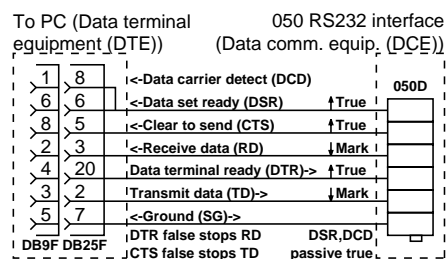 To PC (Data terminal equipment (DTE))
050 RS232 interface (Data comm. equip. (DCE))
1 8 <-Data carrier detect (DCD)
050D
6 6 <-Data set ready (DSR) ↑True
8 5 <-Clear to send (CTS) ↑True
2 3 <-Receive data (RD) ↓Mark
4 20 Data terminal ready (DTR)-> ↑True
3 2 Transmit data (TD)-> ↓Mark
5 7 <-Ground (SG)->
DB9F DB25F
DTR false stops RD
CTS false stops TD
DSR,DCD
passive true